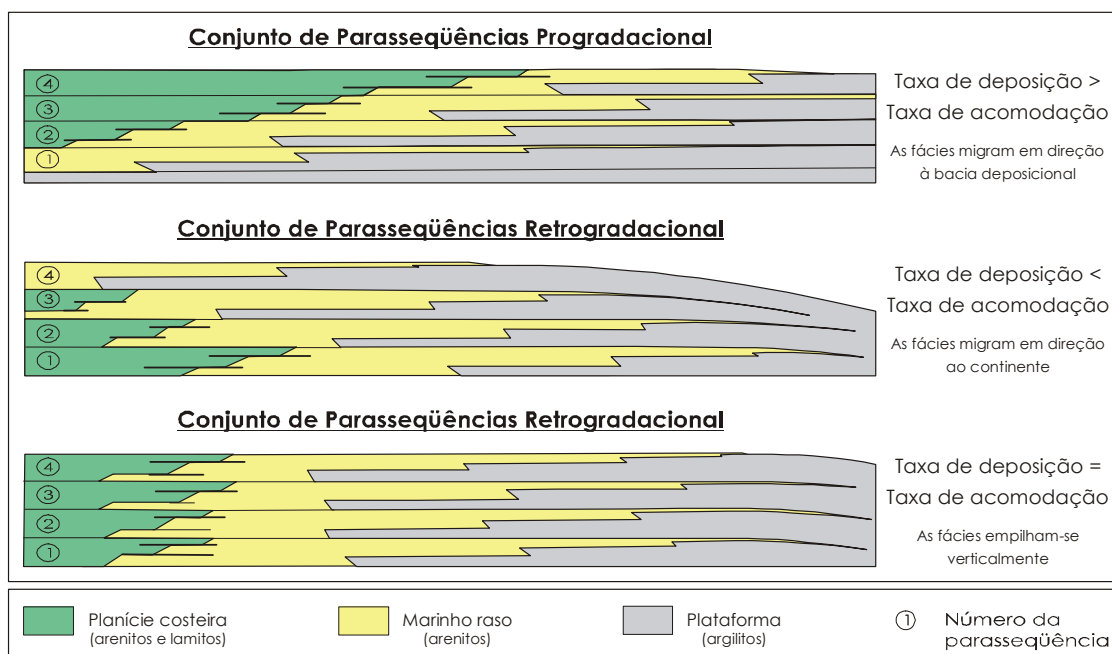 Conjunto de Parasseqüências Progradacional
4
3
2
1
Taxa de deposição >
Taxa de acomodação
As fácies migram em direção
à bacia deposicional
Conjunto de Parasseqüências Retrogradacional
4
3
2
1
Taxa de deposição <
Taxa de acomodação
As fácies migram em direção
ao continente
Conjunto de Parasseqüências Retrogradacional
4
3
2
1
Taxa de deposição =
Taxa de acomodação
As fácies empilham-se
verticalmente
Planície costeira
(arenitos e lamitos)
Marinho raso
(arenitos)
Plataforma
(argilitos)
1
Número da
parasseqüência